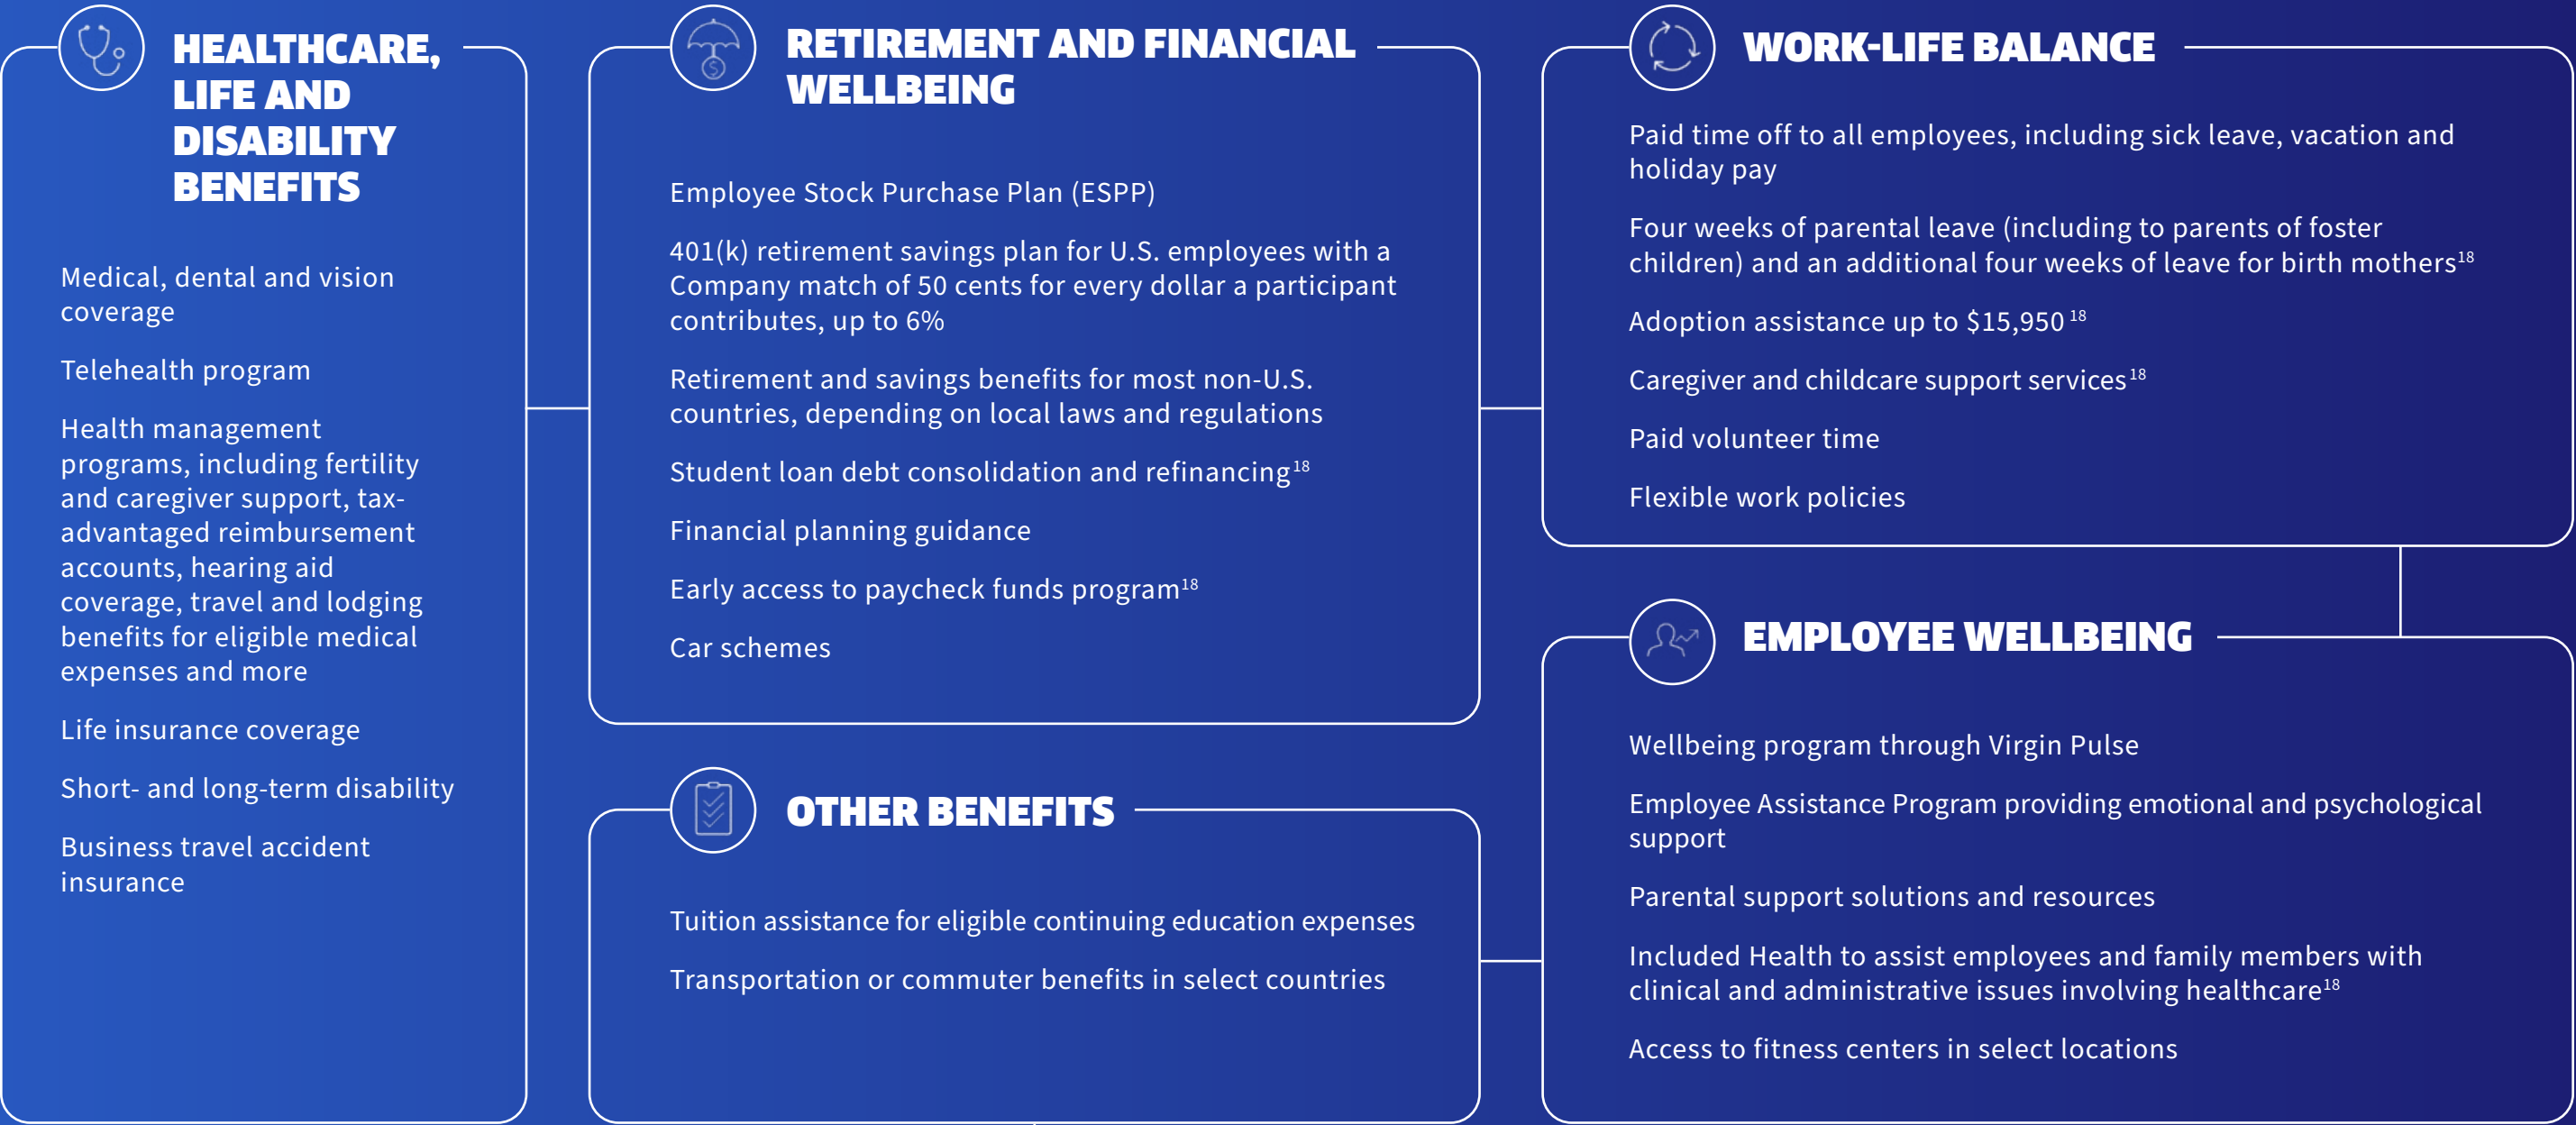 HEALTHCARE,
LIFE AND
DISABILITY
BENEFITS
Medical, dental and vision
coverage
Telehealth program
Health management
programs, including fertility
and caregiver support, tax-
advantaged reimbursement
accounts, hearing aid
coverage, travel and lodging
benefits for eligible medical
expenses and more
Life insurance coverage
Short- and long-term disability
Business travel accident
insurance
RETIREMENT AND FINANCIAL
WELLBEING
Employee Stock Purchase Plan (ESPP)
401(k) retirement savings plan for U.S. employees with a
Company match of 50 cents for every dollar a participant
contributes, up to 6%
Retirement and savings benefits for most non-U.S.
countries, depending on local laws and regulations
Student loan debt consolidation and refinancing18
Financial planning guidance
Early access to paycheck funds program18
Car schemes
OTHER BENEFITS
Tuition assistance for eligible continuing education expenses
Transportation or commuter benefits in select countries
WORK-LIFE BALANCE
Paid time off to all employees, including sick leave, vacation and
holiday pay
Four weeks of parental leave (including to parents of foster
children) and an additional four weeks of leave for birth mothers18
Adoption assistance up to $15,950 18
Caregiver and childcare support services18
Paid volunteer time
Flexible work policies
EMPLOYEE WELLBEING
Wellbeing program through Virgin Pulse
Employee Assistance Program providing emotional and psychological
support
Parental support solutions and resources
Included Health to assist employees and family members with
clinical and administrative issues involving healthcare18
Access to fitness centers in select locations